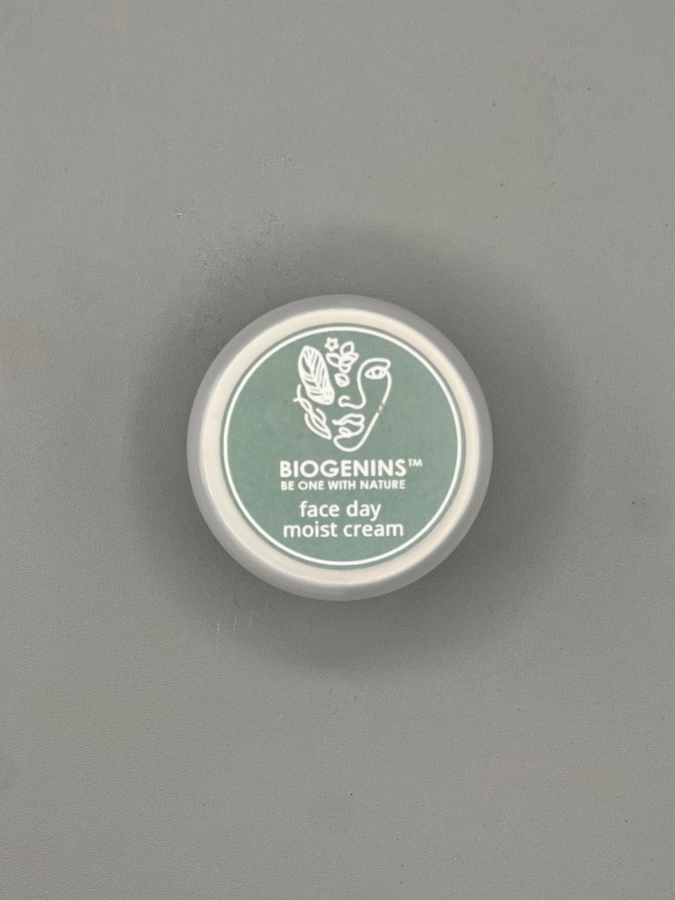 BIOGENINS™
BE ONE WITH NATURE
face day
moist cream